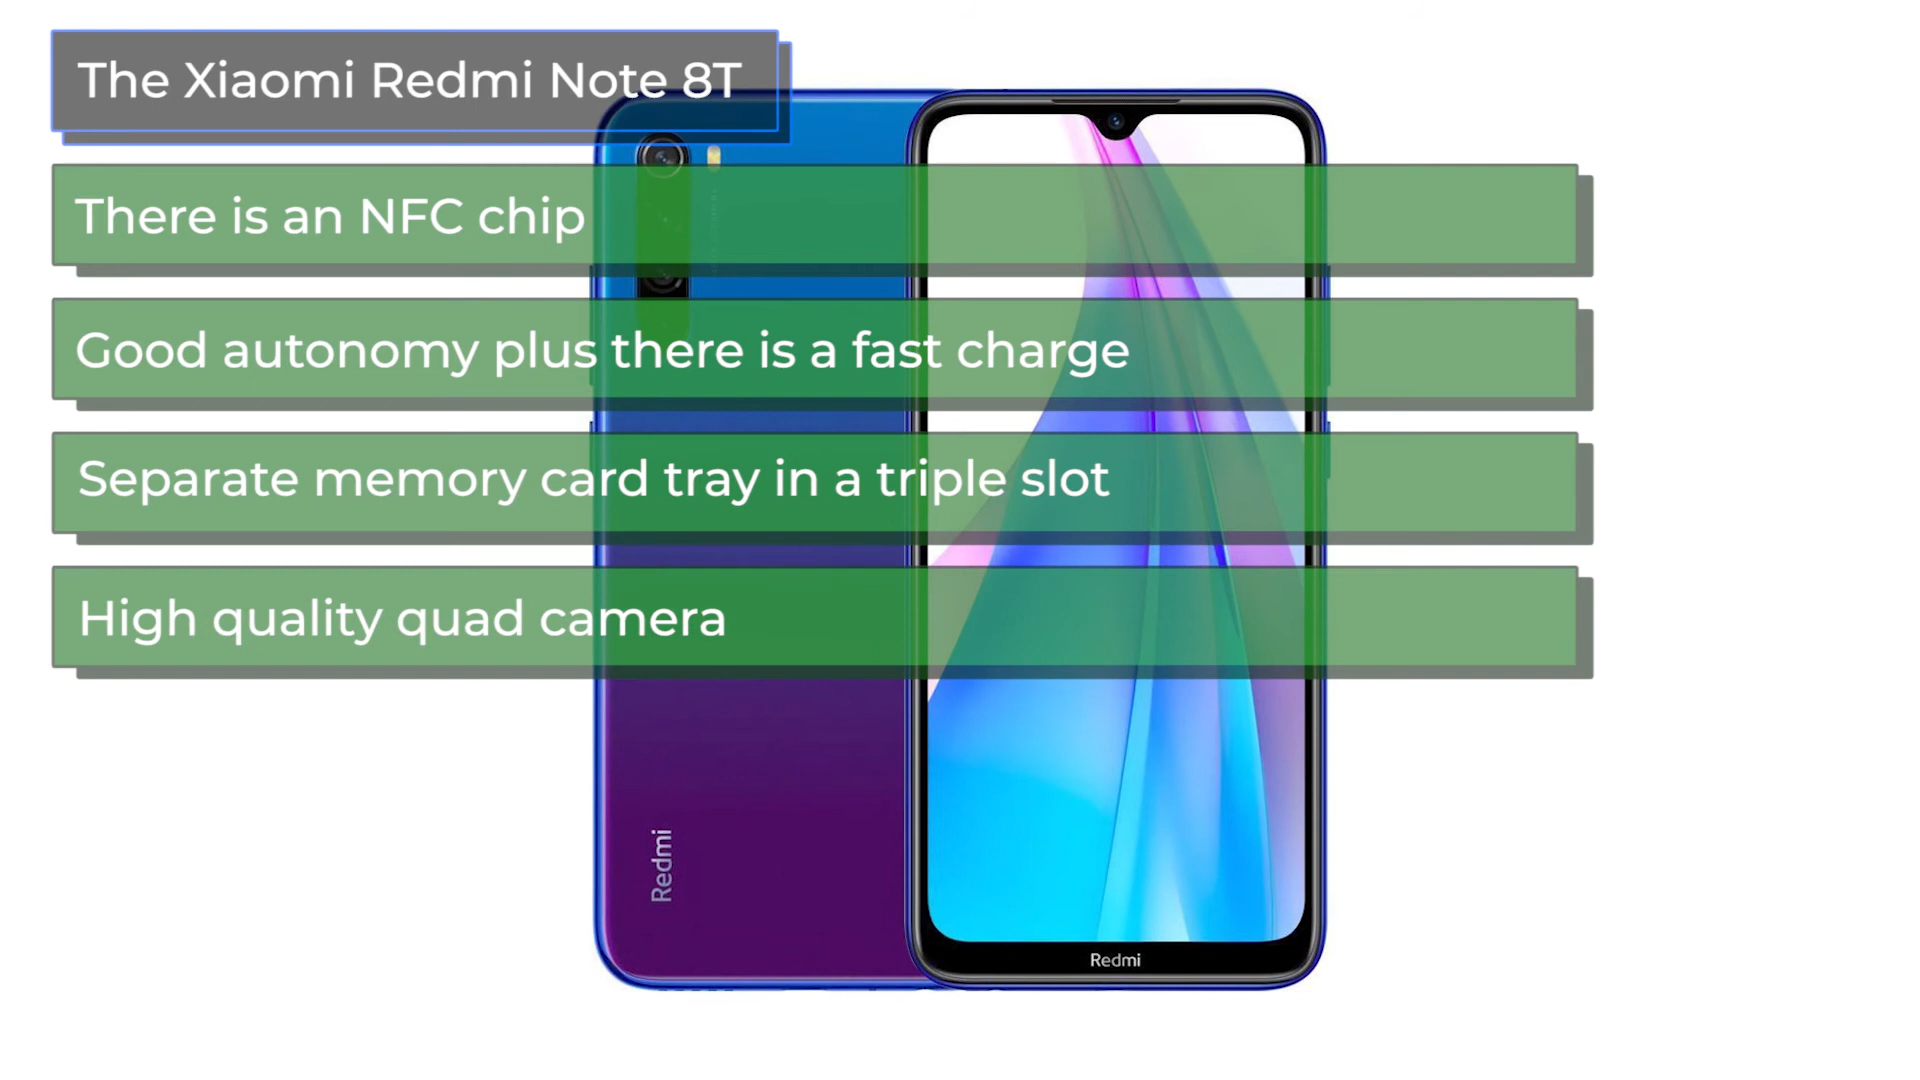 The Xiaomi Redmi Note 8T
There is an NFC chip
Good autonomy plus there is a fast charge
Separate memory card tray in a triple slot
High quality quad camera
Redmi
Redmi